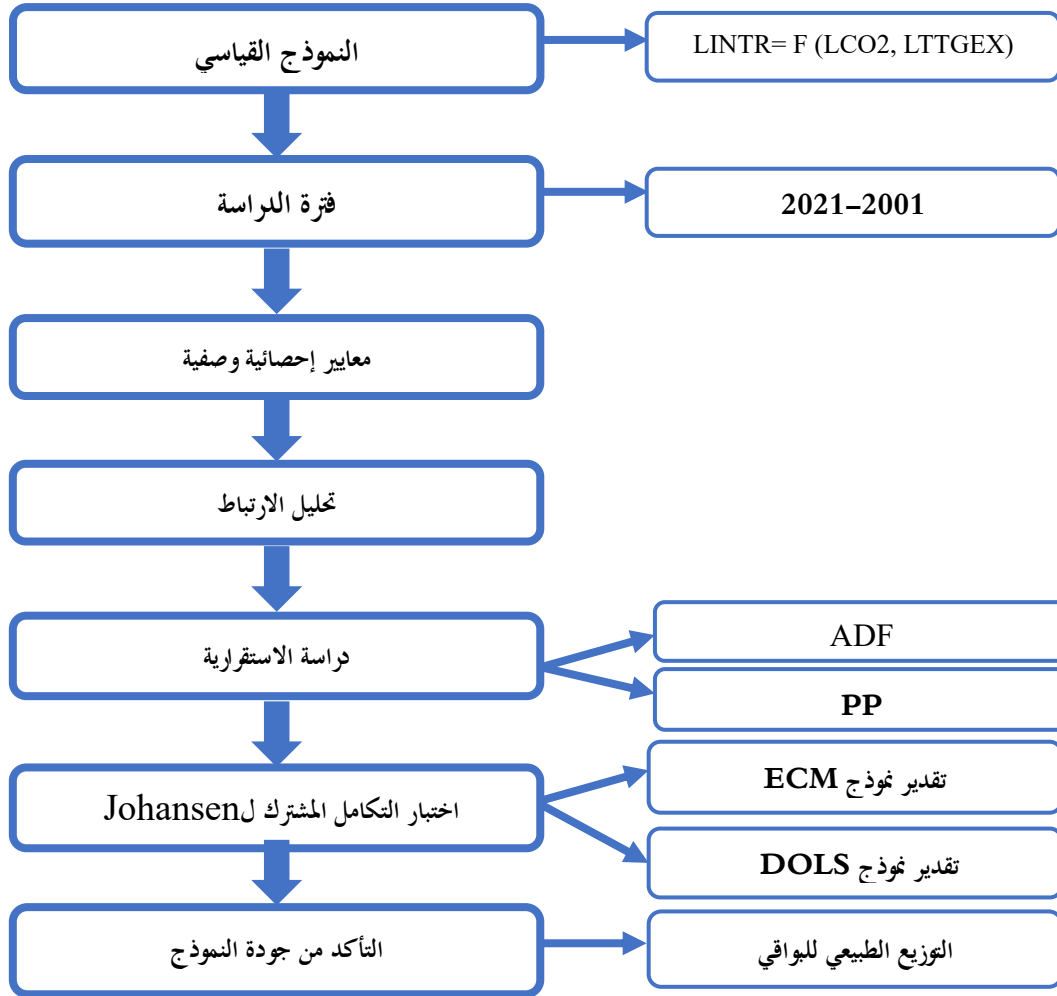 النموذج القياسي
LINTR= F (LCO2, LTTGEX)
فترة الدراسة
2021–2001
معايير إحصائية وصفية
تحليل الارتباط
دراسة الاستقرارية
ADF
PP
اختبار التكامل المشترك لJohansen
تقدير نموذج ECM
تقدير نموذج DOLS
التأكد من جودة النموذج
التوزيع الطبيعي للبواقي